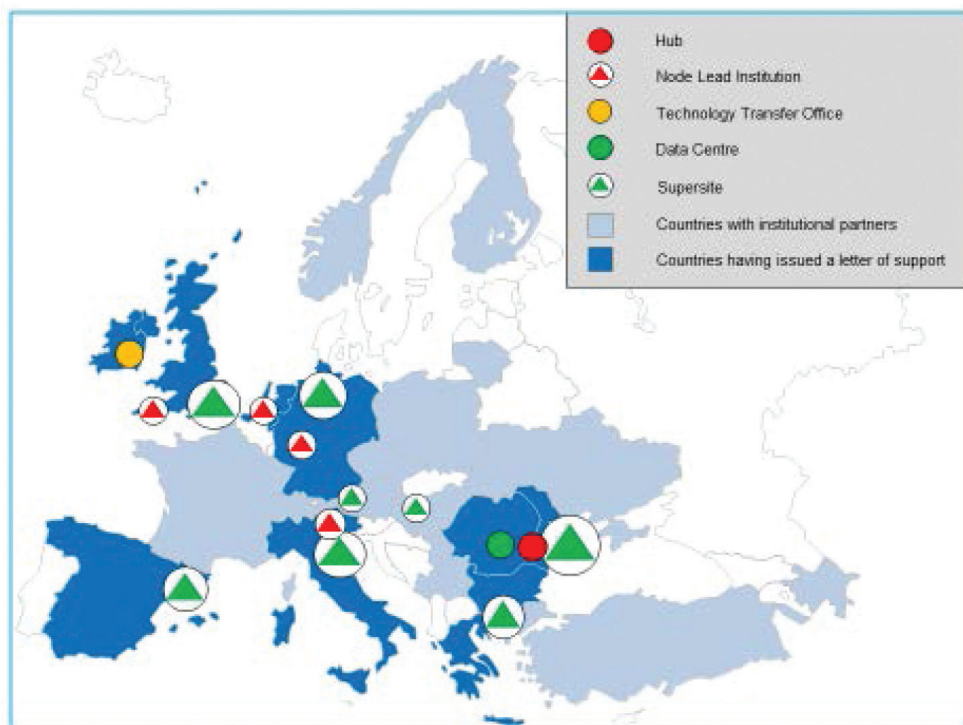 Hub
Node Lead Institution
Technology Transfer Office
Data Centre
Supersite
Countries with institutional partners
Countries having issued a letter of support